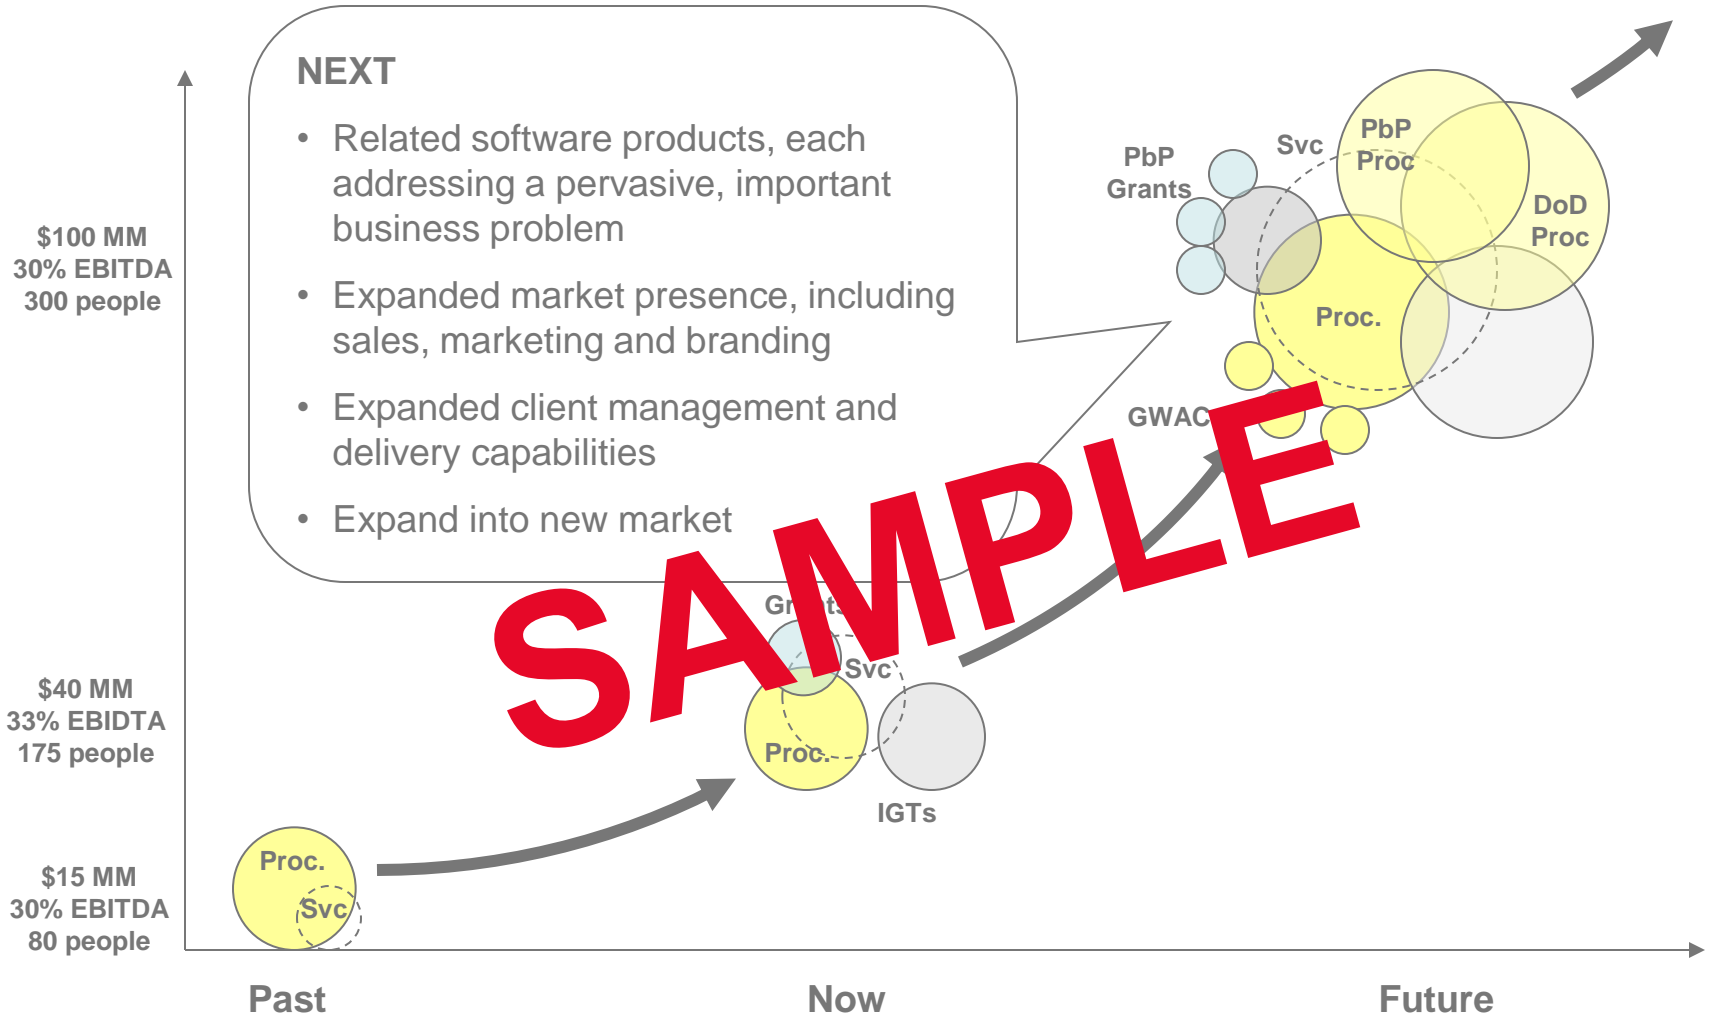 NEXT
• Related software products, each
addressing a pervasive, important
business problem
• Expanded market presence, including
sales, marketing and branding
• Expanded client management and
delivery capabilities
• Expand into new market
$100 MM
30% EBITDA
300 people
$40 MM
33% EBIDTA
175 people
$15 MM
30% EBITDA
80 people
PbP
Grants
Svc
PbP
Proc
DoD
Proc
Proc.
GWAC
SAMPLE
Grants
Svc
Proc.
IGTs
Proc.
Svc
Past
Now
Future